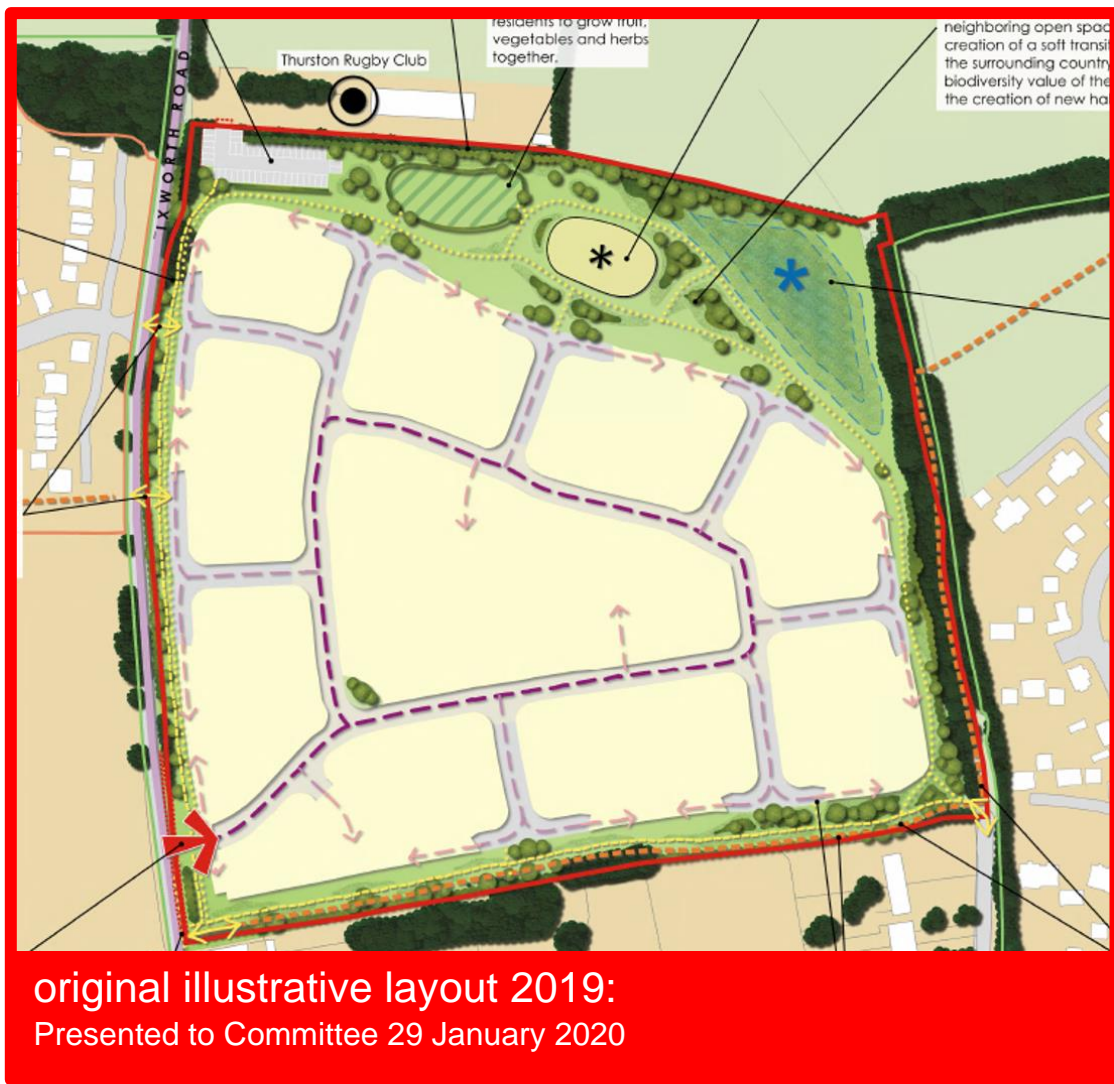 residents to grow fruit,
vegetables and herbs
together.
neighboring open spac
creation of a soft transit
the surrounding country
biodiversity value of the
the creation of new ha
Thurston Rugby Club
IXWORTH ROAD
original illustrative layout 2019:
Presented to Committee 29 January 2020